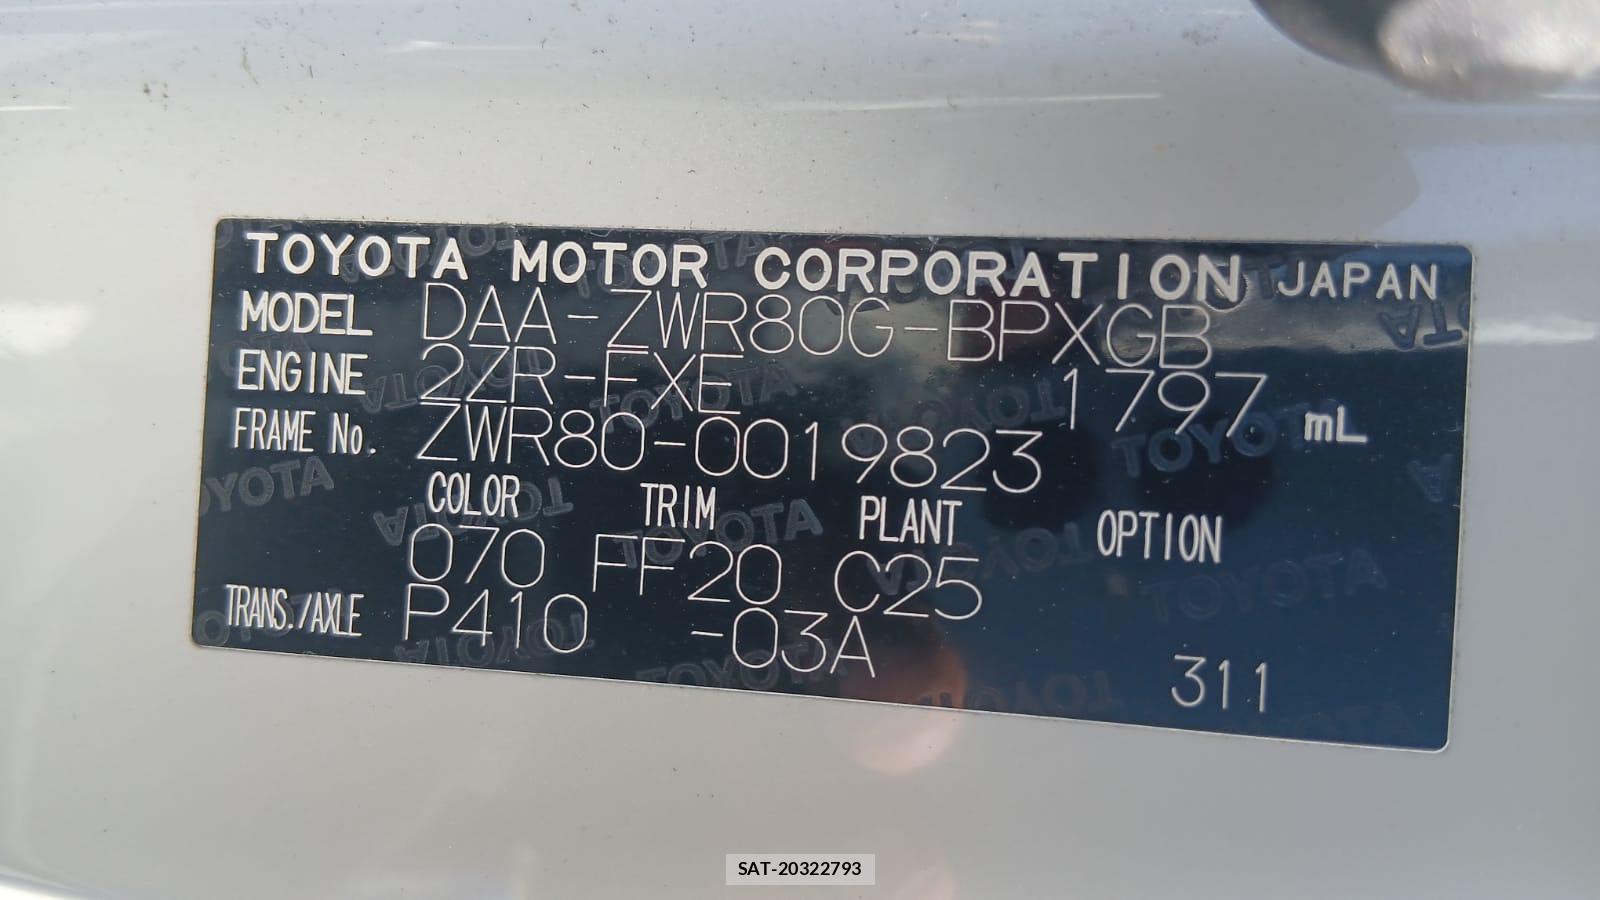 TOYOTA MOTOR CORPORATION JAPAN
MODEL DAA-ZWR80G-BPXGB
ENGINE 2ZR-FXE 1797 mL
FRAME No. ZWR80-0019823
COLOR TRIM PLANT OPTION
070 FF20 C25
TRANS./AXLE P410 -03A
311
SAT-20322793